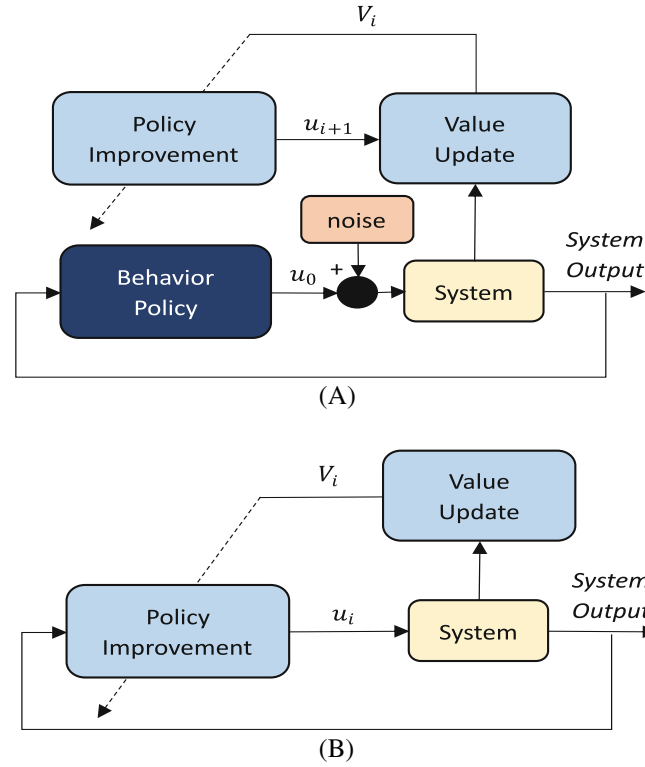 V_i
Policy
Improvement
u_{i+1}
Value
Update
noise
System
Output
Behavior
Policy
u_0
+
System
(A)
V_i
Value
Update
System
Output
Policy
Improvement
u_i
System
(B)